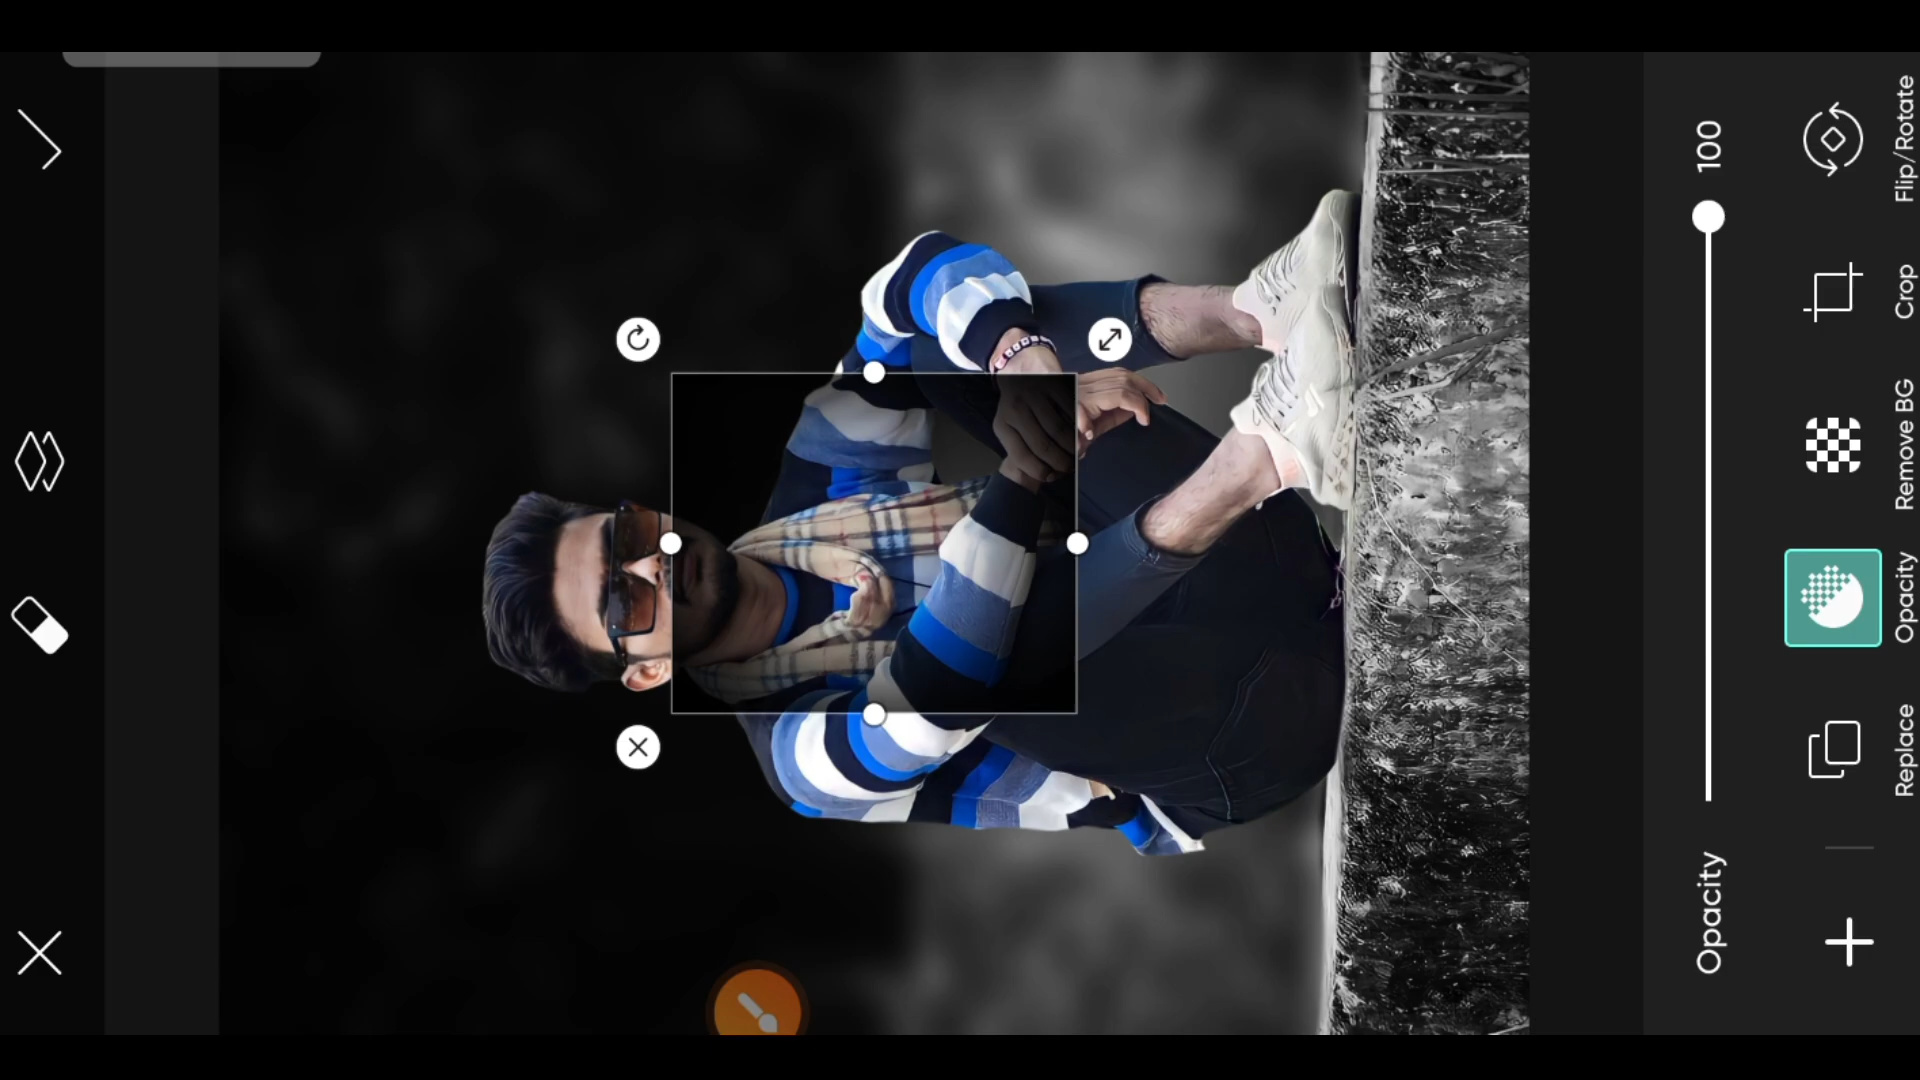 Opacity
100
Replace
Opacity
Remove BG
Crop
Flip/Rotate